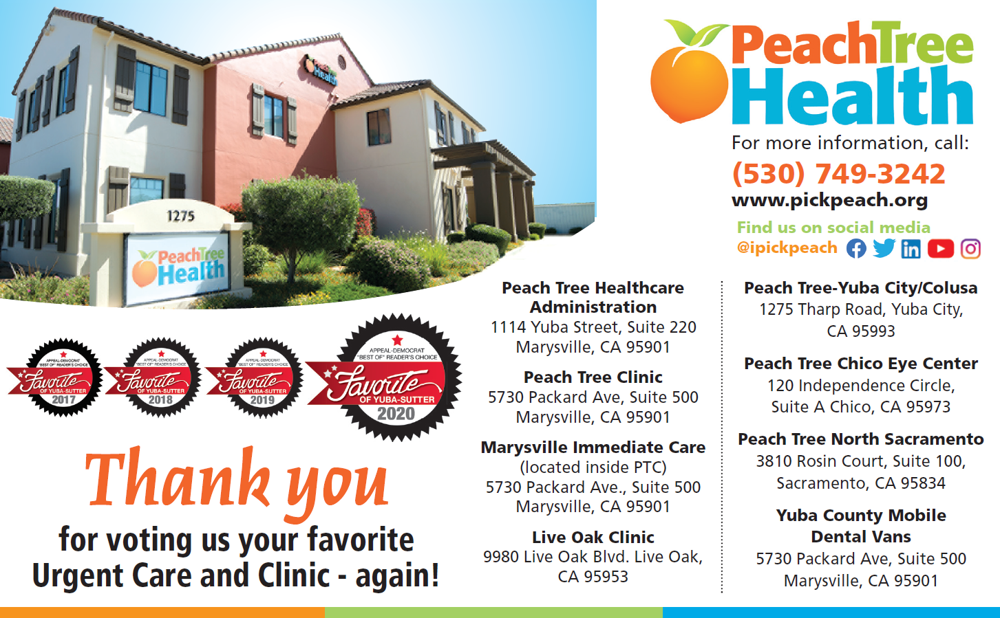 PeachTree
Health
1275
PeachTree
Health
PeachTree
Health
For more information, call:
(530) 749-3242
www.pickpeach.org
Find us on social media
@ipickpeach
APPEAL-DEMOCRAT
"BEST OF" READER'S CHOICE
Favorite
OF YUBA-SUTTER
2017
APPEAL-DEMOCRAT
"BEST OF" READER'S CHOICE
Favorite
OF YUBA-SUTTER
2018
APPEAL-DEMOCRAT
"BEST OF" READER'S CHOICE
Favorite
OF YUBA-SUTTER
2019
APPEAL-DEMOCRAT
"BEST OF" READER'S CHOICE
Favorite
OF YUBA-SUTTER
2020
Thank you
for voting us your favorite
Urgent Care and Clinic - again!
Peach Tree Healthcare
Administration
1114 Yuba Street, Suite 220
Marysville, CA 95901
Peach Tree Clinic
5730 Packard Ave, Suite 500
Marysville, CA 95901
Marysville Immediate Care
(located inside PTC)
5730 Packard Ave., Suite 500
Marysville, CA 95901
Live Oak Clinic
9980 Live Oak Blvd. Live Oak,
CA 95953
Peach Tree-Yuba City/Colusa
1275 Tharp Road, Yuba City,
CA 95993
Peach Tree Chico Eye Center
120 Independence Circle,
Suite A Chico, CA 95973
Peach Tree North Sacramento
3810 Rosin Court, Suite 100,
Sacramento, CA 95834
Yuba County Mobile
Dental Vans
5730 Packard Ave, Suite 500
Marysville, CA 95901